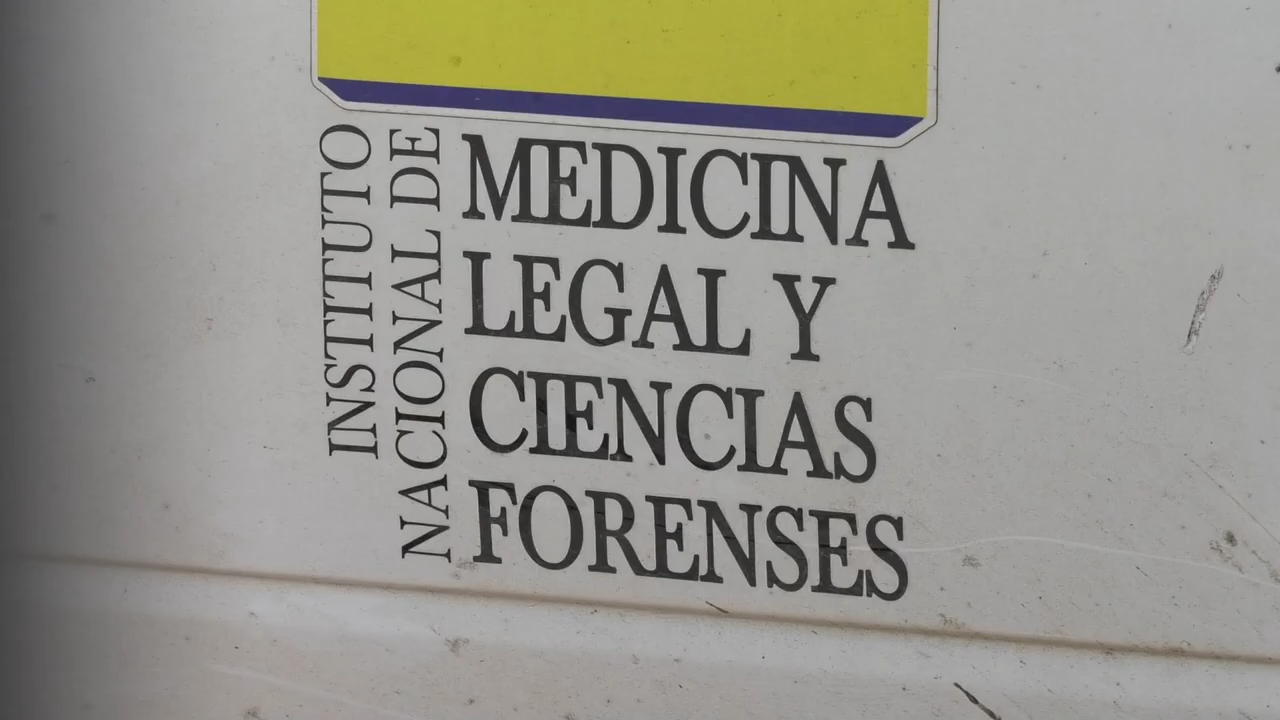 INSTITUTO
NACIONAL DE
MEDICINA
LEGAL Y
CIENCIAS
FORENSES